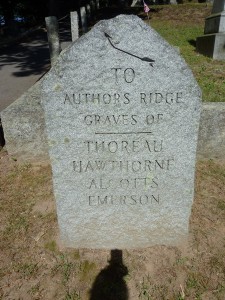 TO
AUTHORS RIDGE
GRAVES OF
THOREAU
HAWTHORNE
ALCOTTS
EMERSON